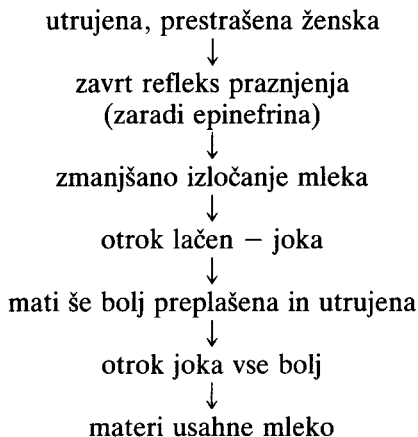 utrujena, prestrašena ženska
↓
zavrt refleks praznjenja
(zaradi epinefrina)
↓
zmanjšano izločanje mleka
↓
otrok lačen – joka
↓
mati še bolj preplašena in utrujena
↓
otrok joka vse bolj
↓
materi usahne mleko